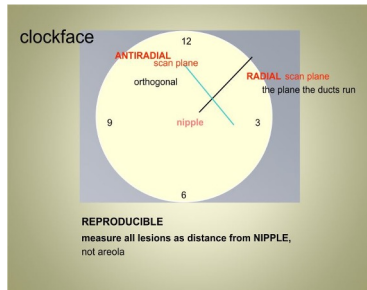 clockface
12
ANTIRADIAL
scan plane
orthogonal
RADIAL scan plane
the plane the ducts run
9
nipple
3
6
REPRODUCIBLE
measure all lesions as distance from NIPPLE,
not areola